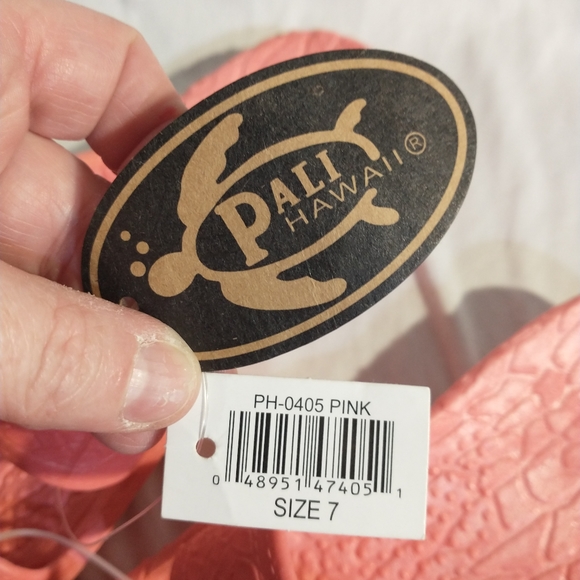 PALI
HAWAII®
PH-0405 PINK
0 48951 47405 1
SIZE 7